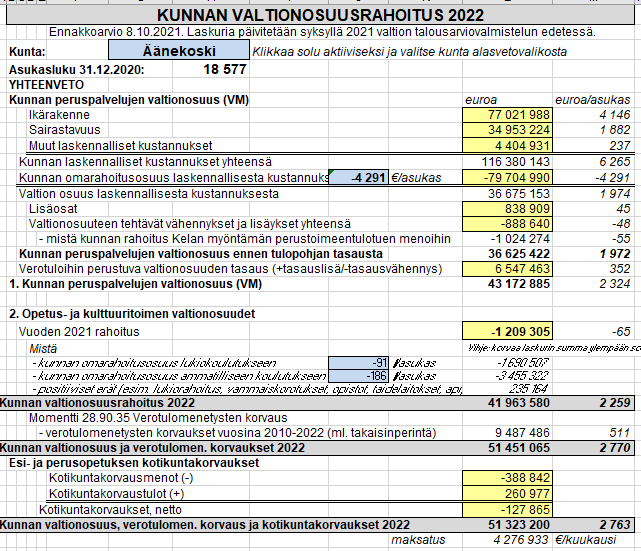 KUNNAN VALTIONOSUUSRAHOITUS 2022
Ennakkoarvio 8.10.2021. Laskuria päivitetään syksyllä 2021 valtion talousarviovalmistelun edetessä.
Kunta: Äänekoski Klikkaa solu aktiiviseksi ja valitse kunta alasvetovalikosta
Asukasluku 31.12.2020: 18 577
YHTEENVETO
Kunnan peruspalvelujen valtionosuus (VM) euroa euroa/asukas
Ikärakenne 77 021 988 4 146
Sairastavuus 34 953 224 1 882
Muut laskennalliset kustannukset 4 404 931 237
Kunnan laskennalliset kustannukset yhteensä 116 380 143 6 265
Kunnan omarahoitusosuus laskennallisesta kustannuks -4 291 €/asukas -79 704 990 -4 291
Valtion osuus laskennallisesta kustannuksesta 36 675 153 1 974
Lisäosat 838 909 45
Valtionosuuteen tehtävät vähennykset ja lisäykset yhteensä -888 640 -48
- mistä kunnan rahoitus Kelan myöntämän perustoimeentulotuen menoihin -1 024 274 -55
Kunnan peruspalvelujen valtionosuus ennen tulopohjan tasausta 36 625 422 1 972
Verotuloihin perustuva valtionosuuden tasaus (+tasauslisä/-tasausvähennys) 6 547 463 352
1. Kunnan peruspalvelujen valtionosuus (VM) 43 172 885 2 324
2. Opetus- ja kulttuuritoimen valtionosuudet
Vuoden 2021 rahoitus -1 209 305 -65
Mistä Vihje: korvaa laskurin summa ylempään so
- kunnan omarahoitusosuus lukiokoulutukseen -91 €/asukas -1 690 507
- kunnan omarahoitusosuus ammatilliseen koulutukseen -186 €/asukas -3 455 322
- positiiviset erät (esim. lukiorahoitus, vammaiskorotukset, opistot, taidelaitokset, api
Kunnan valtionosuusrahoitus 2022 41 963 580 2 259
Momentti 28.90.35 Verotulomenetysten korvaus
- verotulomenetysten korvaukset vuosina 2010-2022 (ml. takaisinperintä) 9 487 486 511
Kunnan valtionosuus ja verotulomen. korvaukset 2022 51 451 065 2 770
Esi- ja perusopetuksen kotikuntakorvaukset
Kotikuntakorvausmenot (-) -388 842
Kotikuntakorvaustulot (+) 260 977
Kotikuntakorvaukset, netto -127 865
Kunnan valtionosuus, verotulomen. korvaus ja kotikuntakorvaukset 2022 51 323 200 2 763
maksatus 4 276 933 €/kuukausi